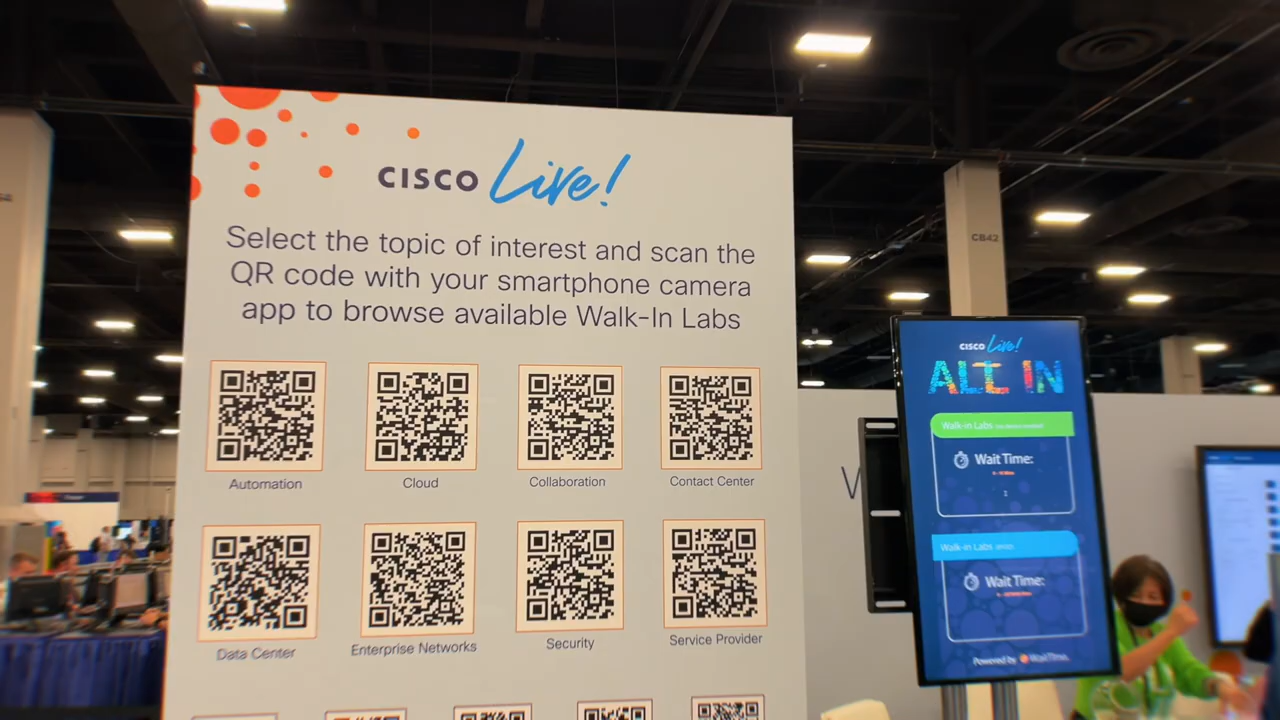 CISCO Live!
Select the topic of interest and scan the
QR code with your smartphone camera
app to browse available Walk-In Labs
Automation
Cloud
Collaboration
Contact Center
Data Center
Enterprise Networks
Security
Service Provider
CB42
CISCO Live!
ALL IN
Walk-in Labs
Wait Time:
Walk-in Labs
Wait Time:
Powered by WaitTime.